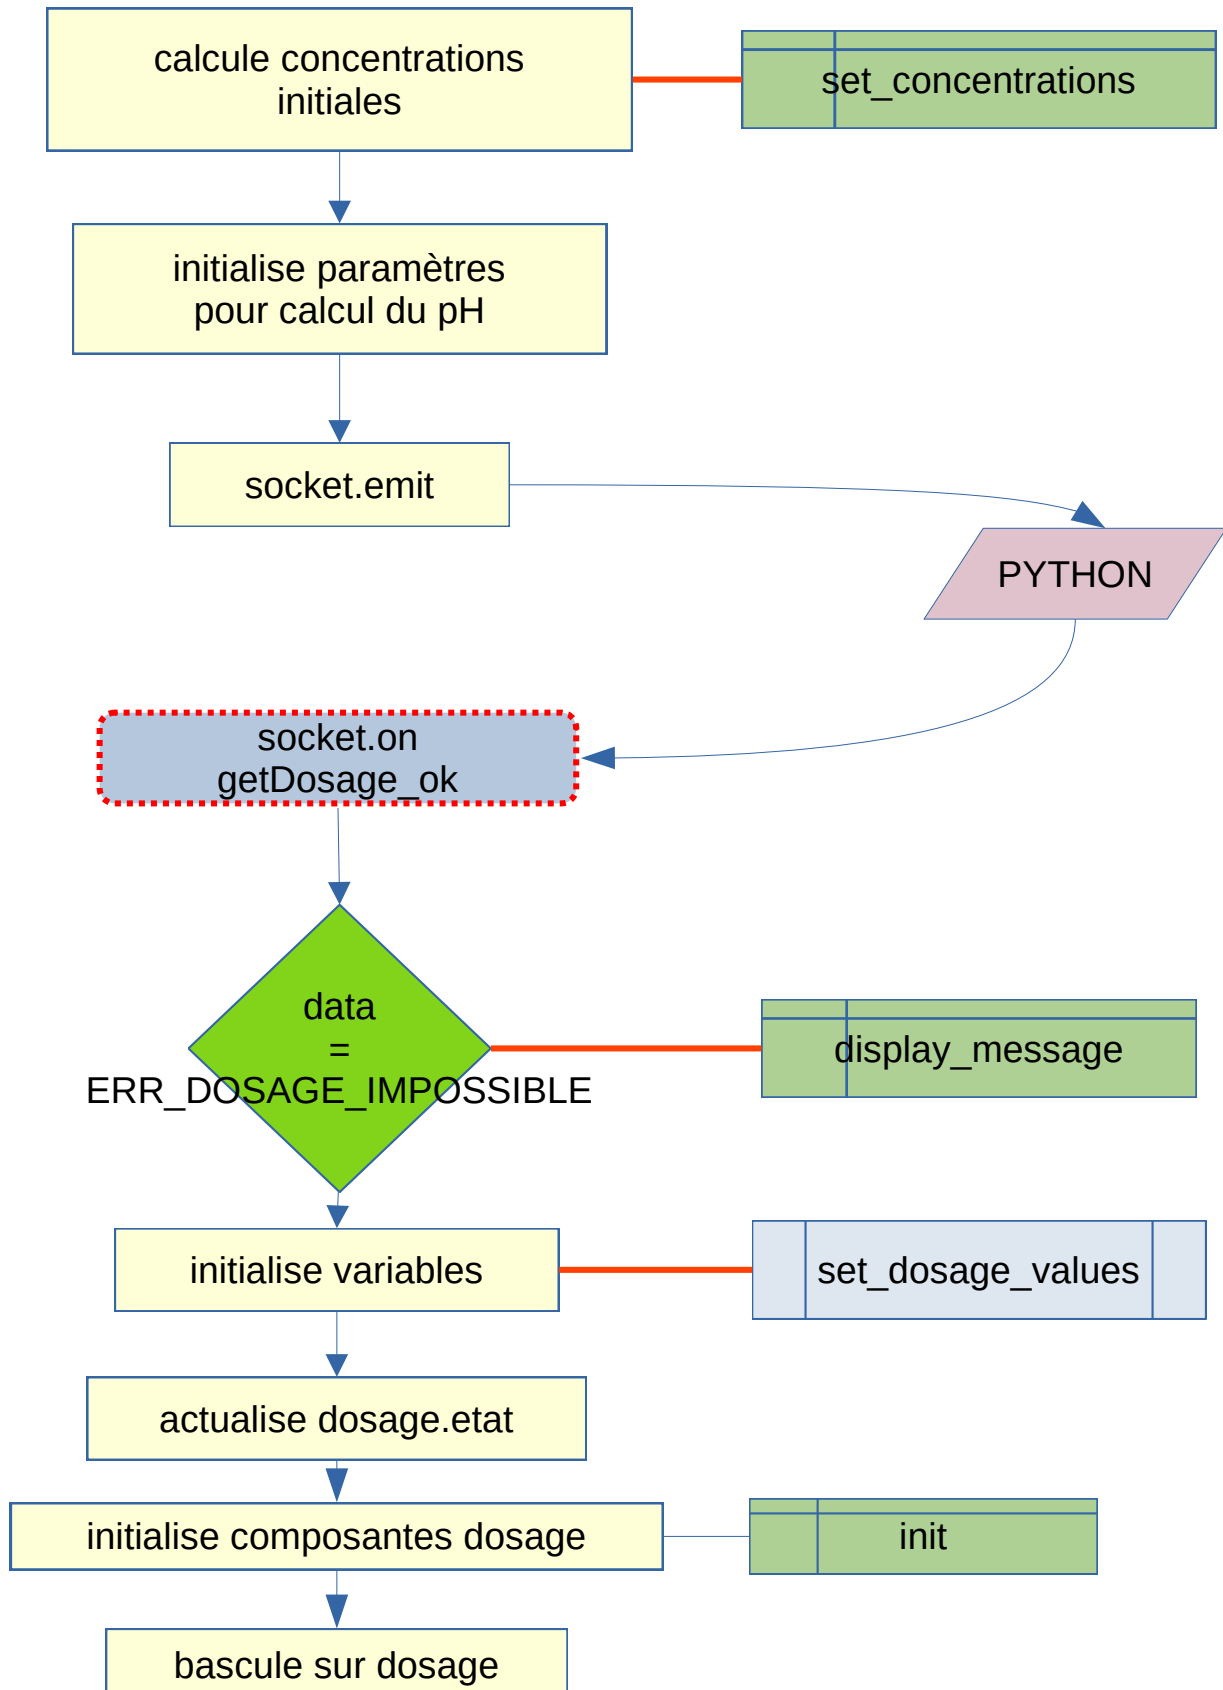 calcule concentrations
initiales
set_concentrations
initialise paramètres
pour calcul du pH
socket.emit
PYTHON
socket.on
getDosage_ok
data
=
ERR_DOSAGE_IMPOSSIBLE
display_message
initialise variables
set_dosage_values
actualise dosage.etat
initialise composantes dosage
init
bascule sur dosage